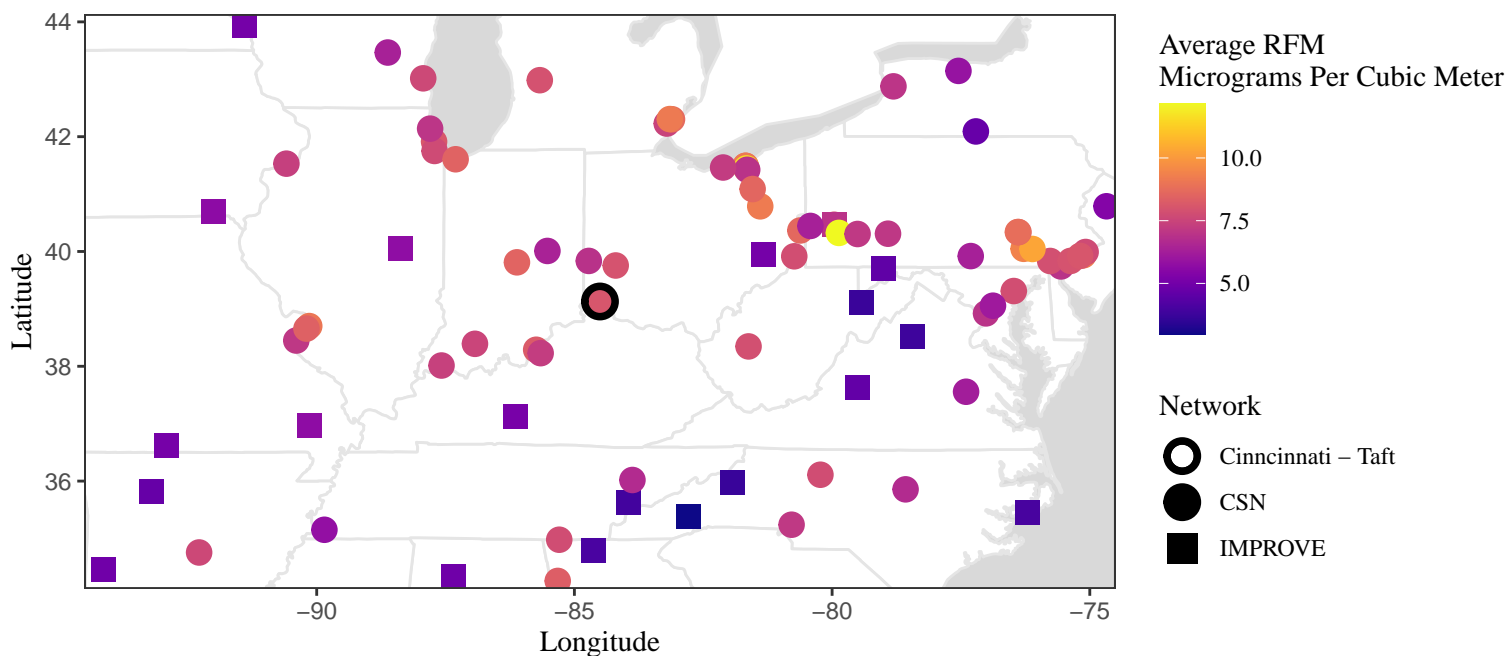 44
42
40
38
36
Latitude
−90
−85
−80
−75
Longitude
Average RFM
Micrograms Per Cubic Meter
10.0
7.5
5.0
Network
Cinncinnati − Taft
CSN
IMPROVE